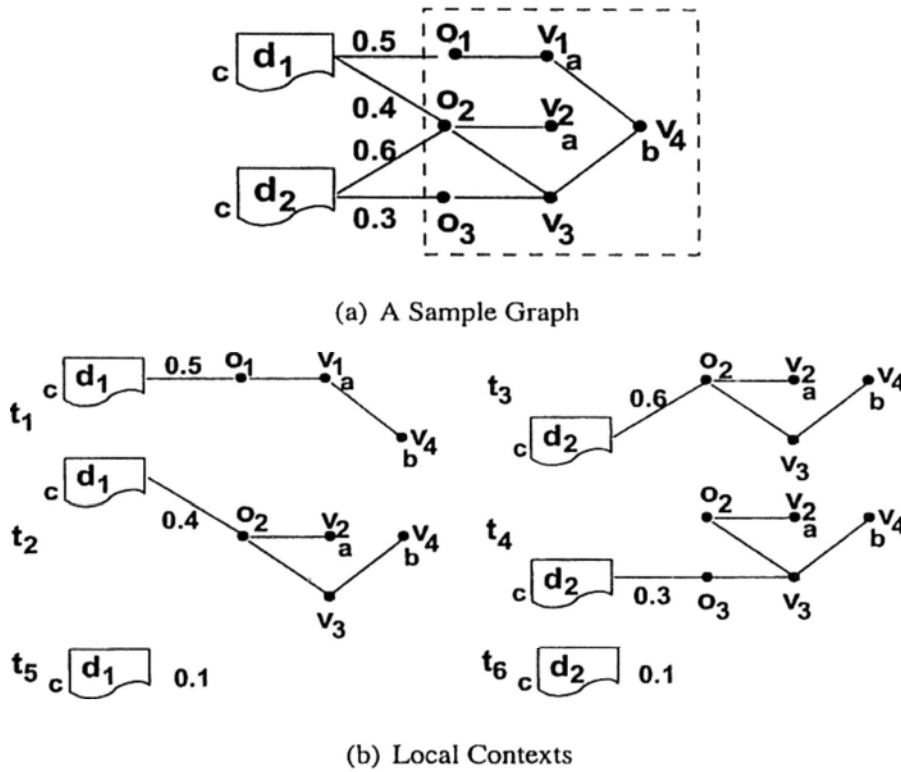 0.5 o1 v1
c d1 a
0.4 o2 v2 v4
0.6 a b
c d2
0.3 o3 v3
(a) A Sample Graph
c d1 0.5 o1 v1 a
t1
v4 b
c d1
0.4 o2 v2 a v4 b
t2
v3
t5 c d1 0.1
o2 v2 a v4 b
t3
0.6
c d2
v3
o2 v2 a v4 b
t4
c d2 0.3 o3 v3
t6 c d2 0.1
(b) Local Contexts